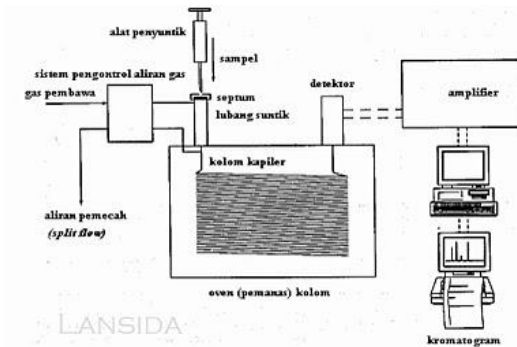 alat penyuntik
sampel
sistem pengontrol aliran gas
gas pembawa
septum
lubang suntik
detektor
amplifier
kolom kapiler
aliran pemecah
(split flow)
oven (pemanas) kolom
LANSIDA
kromatogram